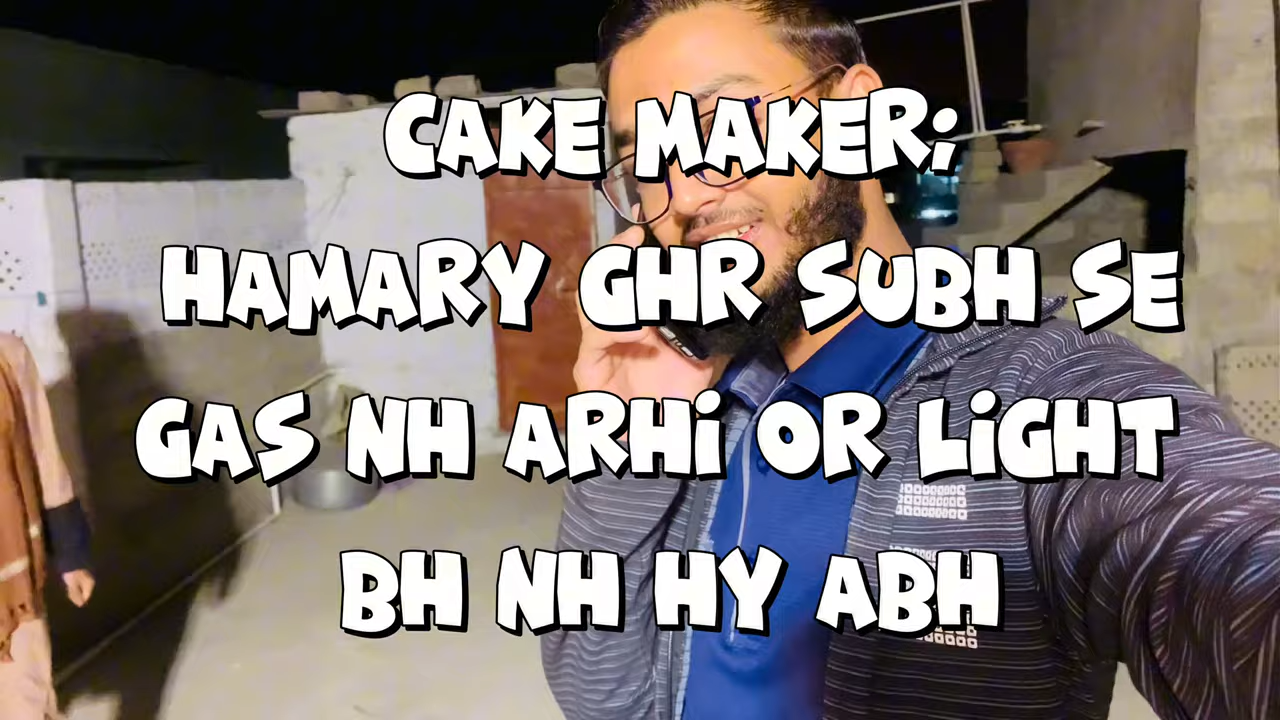 CAKE MAKER;
HAMARY GHR SUBH SE
GAS NH ARHI OR LIGHT
BH NH HY ABH